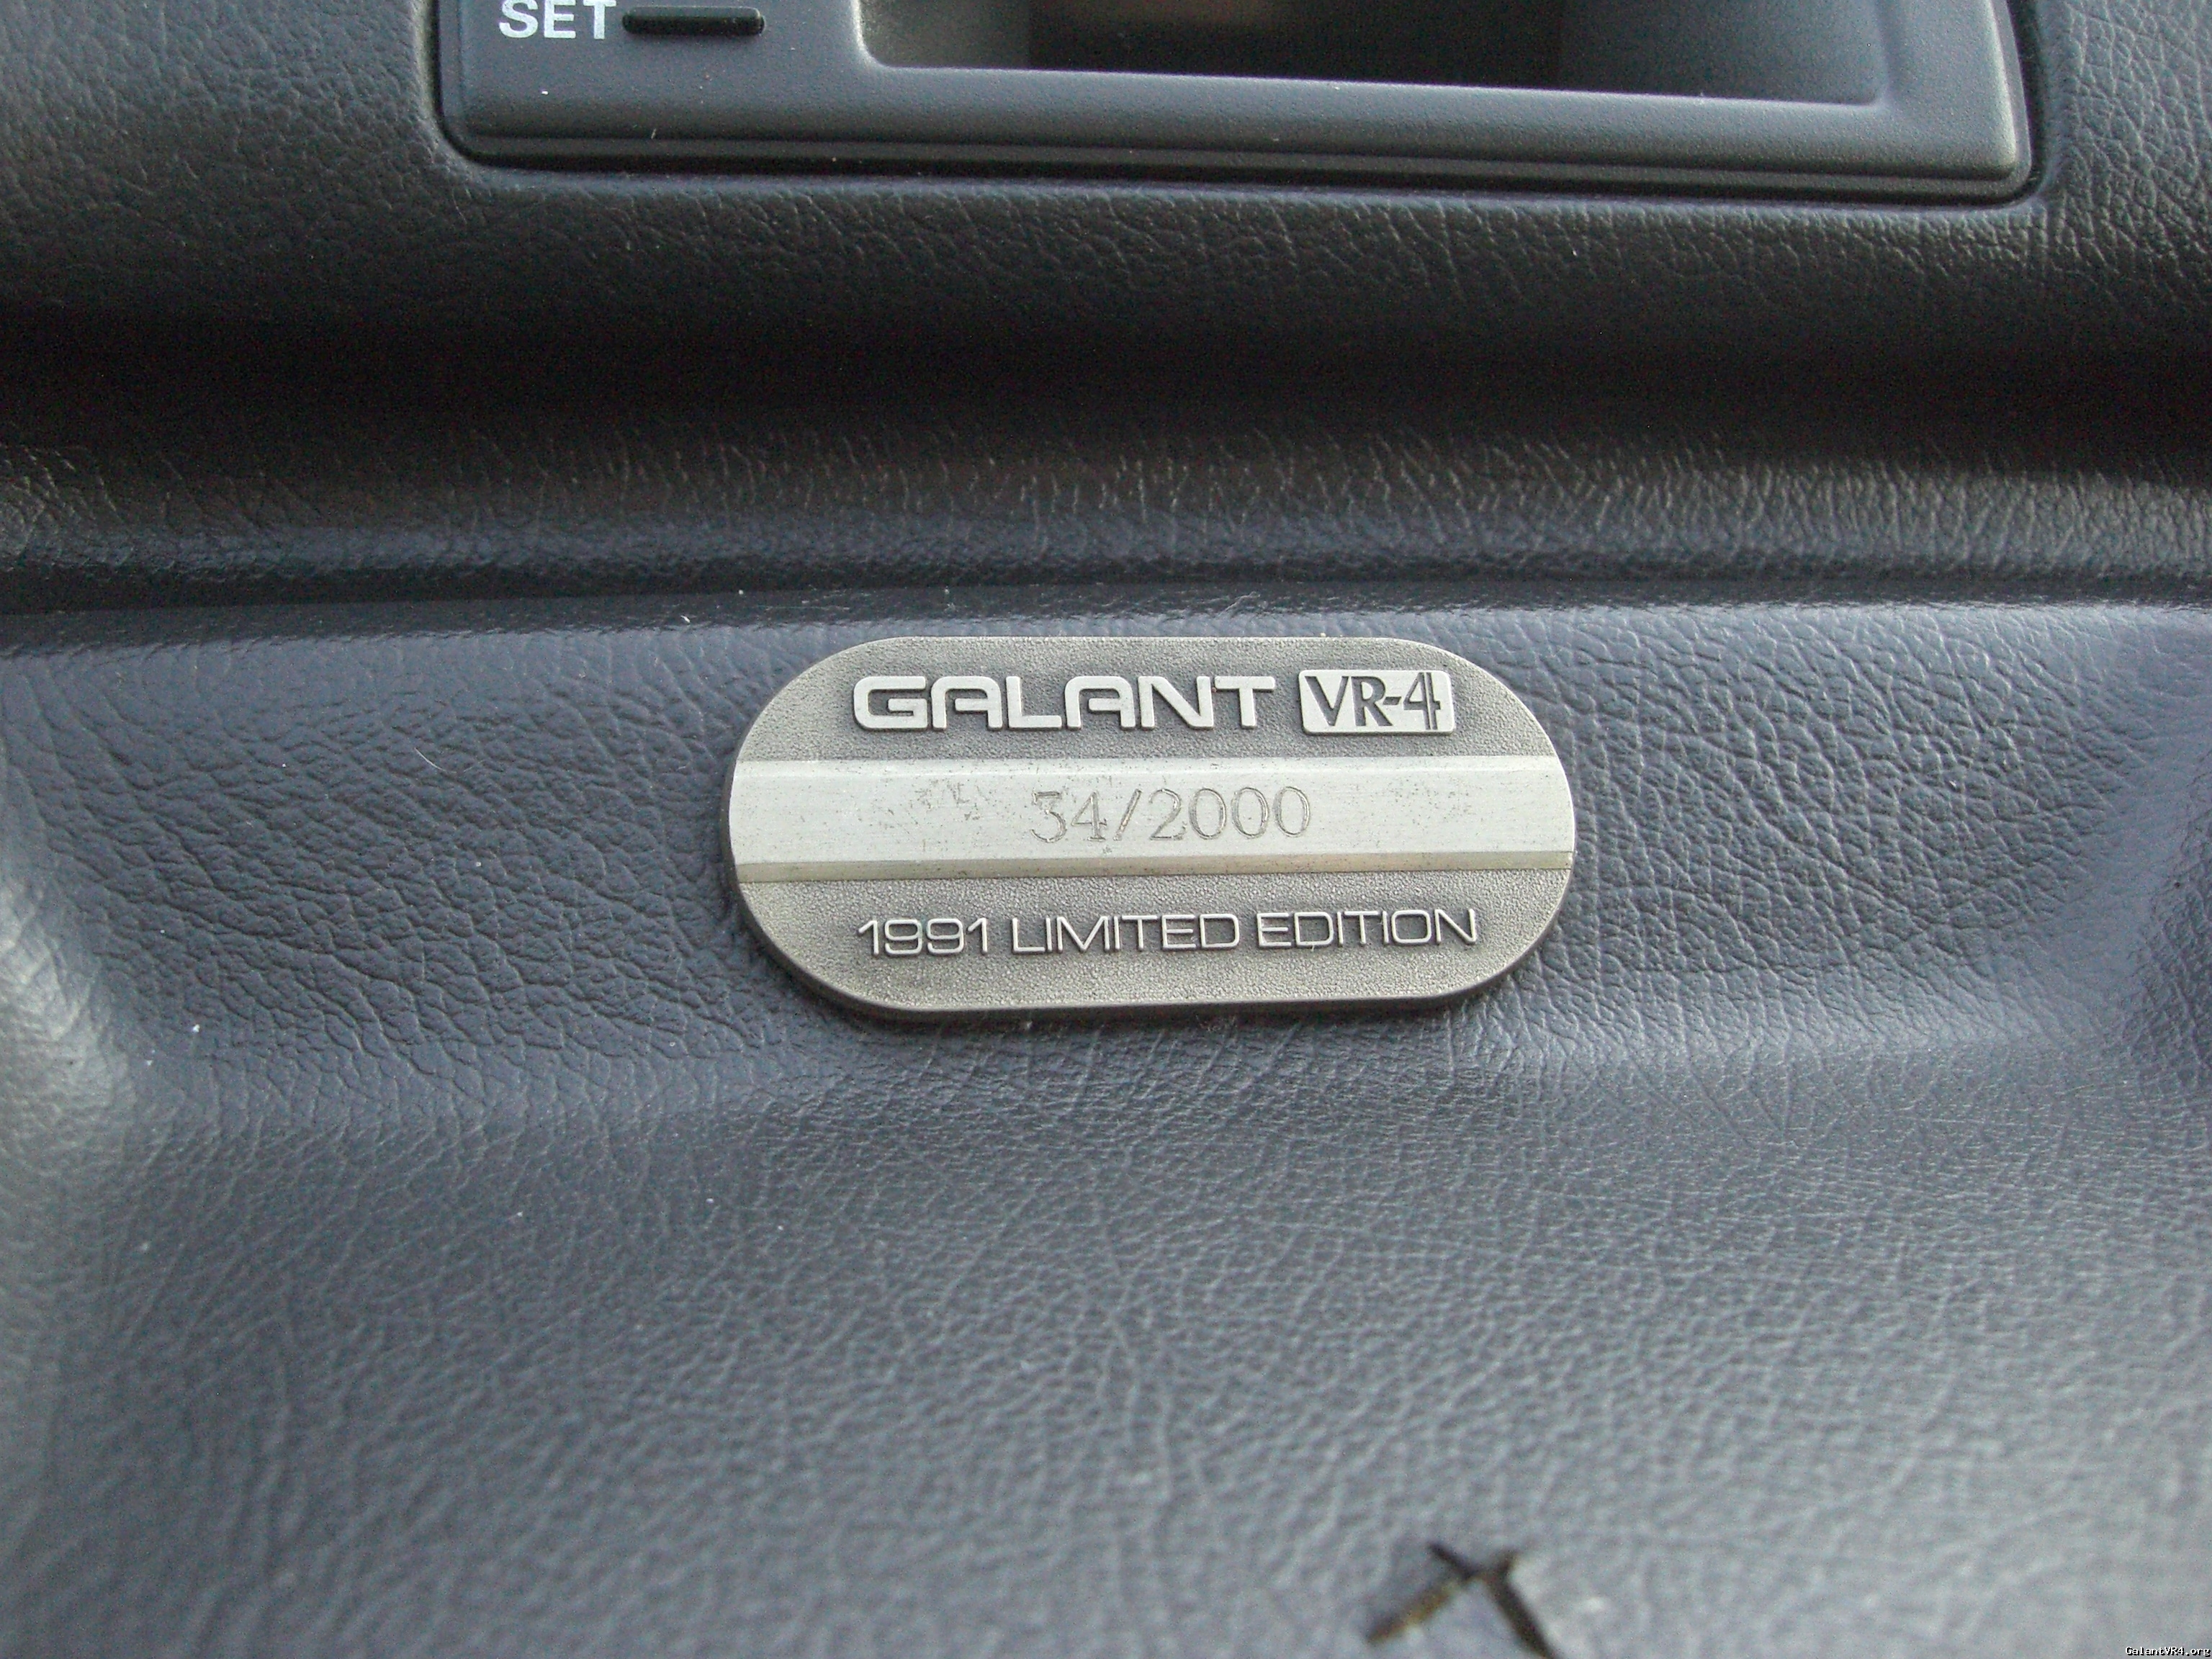 SET
GALANT VR-4
34/2000
1991 LIMITED EDITION
GalantVR4.org